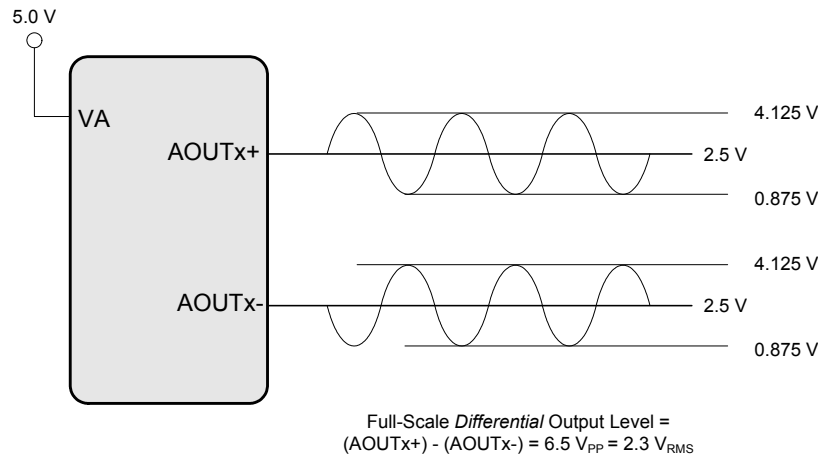 5.0 V
VA
AOUTx+
4.125 V
2.5 V
0.875 V
AOUTx-
4.125 V
2.5 V
0.875 V
Full-Scale Differential Output Level =
(AOUTx+) - (AOUTx-) = 6.5 VPP = 2.3 VRMS